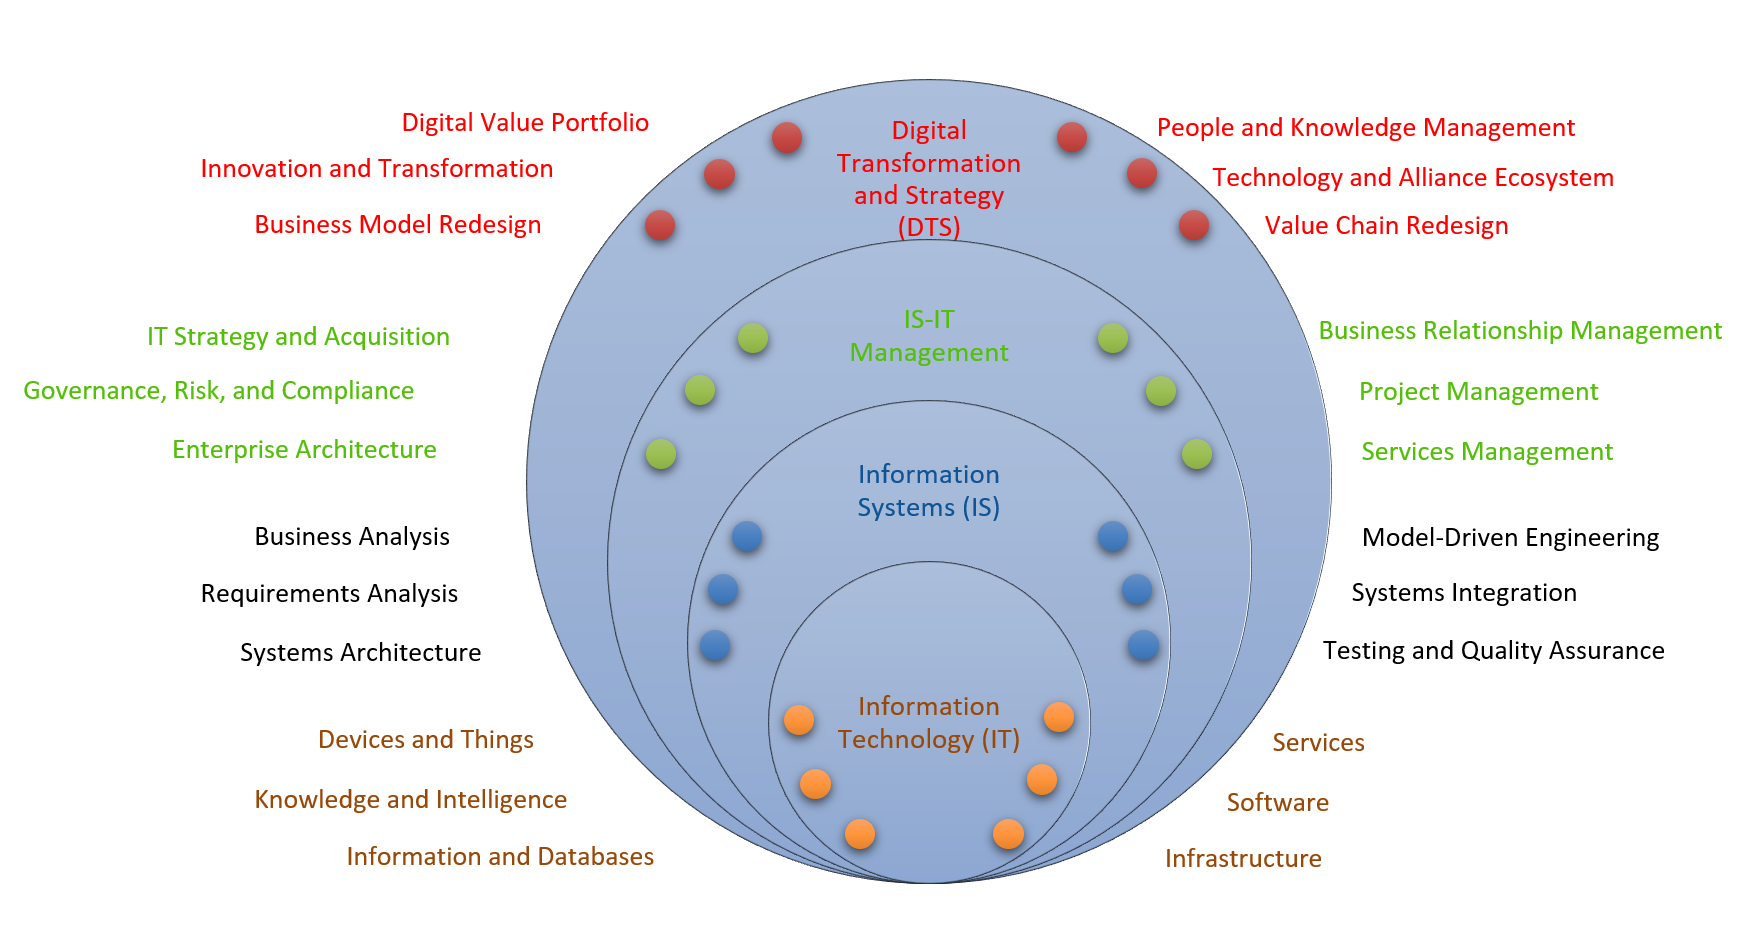 Digital Value Portfolio
Innovation and Transformation
Business Model Redesign
Digital
Transformation
and Strategy
(DTS)
People and Knowledge Management
Technology and Alliance Ecosystem
Value Chain Redesign
IT Strategy and Acquisition
Governance, Risk, and Compliance
Enterprise Architecture
IS-IT
Management
Business Relationship Management
Project Management
Services Management
Business Analysis
Requirements Analysis
Systems Architecture
Information
Systems (IS)
Model-Driven Engineering
Systems Integration
Testing and Quality Assurance
Devices and Things
Knowledge and Intelligence
Information and Databases
Information
Technology (IT)
Services
Software
Infrastructure